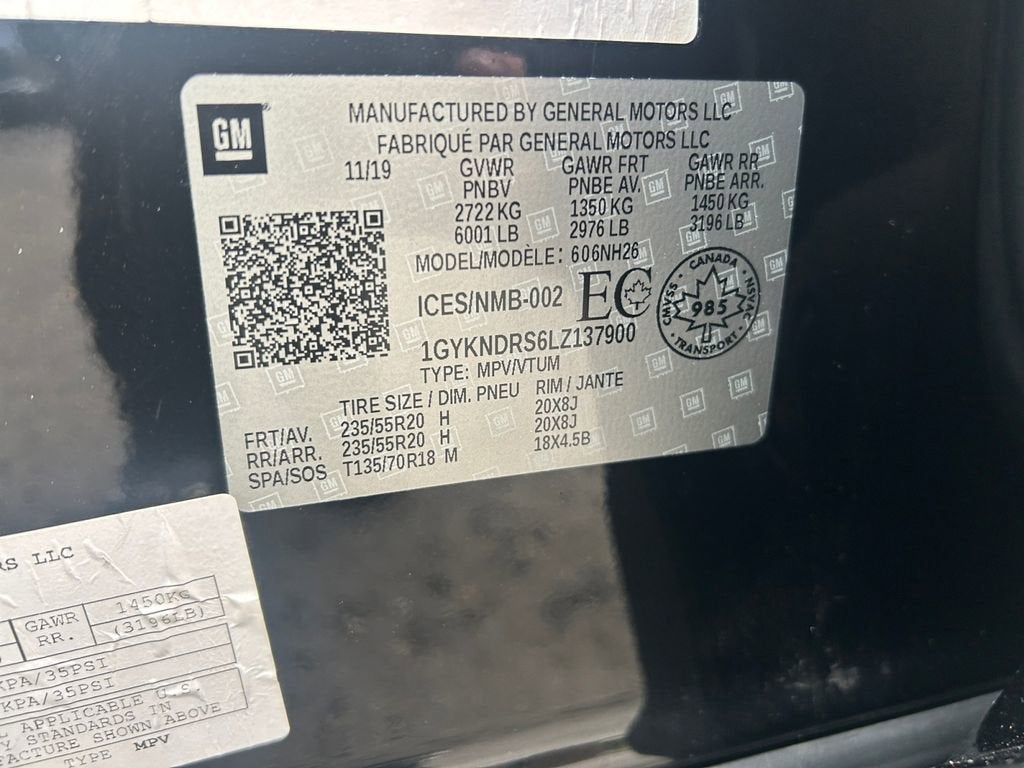 GM
MANUFACTURED BY GENERAL MOTORS LLC
FABRIQUÉ PAR GENERAL MOTORS LLC
11/19 GVWR GAWR FRT GAWR RR
PNBV PNBE AV. PNBE ARR.
2722 KG 1350 KG 1450 KG
6001 LB 2976 LB 3196 LB
MODEL/MODÈLE: 606NH26
ICES/NMB-002 EC
CANADA
CMVSS NSVAC
985
TRANSPORT
1GYKNDRS6LZ137900
TYPE: MPV/VTUM
TIRE SIZE / DIM. PNEU RIM / JANTE
FRT/AV. 235/55R20 H 20X8J
RR/ARR. 235/55R20 H 20X8J
SPA/SOS T135/70R18 M 18X4.5B
RS LLC
GAWR RR. 1450KG (3196LB)
KPA/35PSI
KPA/35PSI
APPLICABLE U.S.
STANDARDS IN
FACTURE SHOWN ABOVE
TYPE MPV